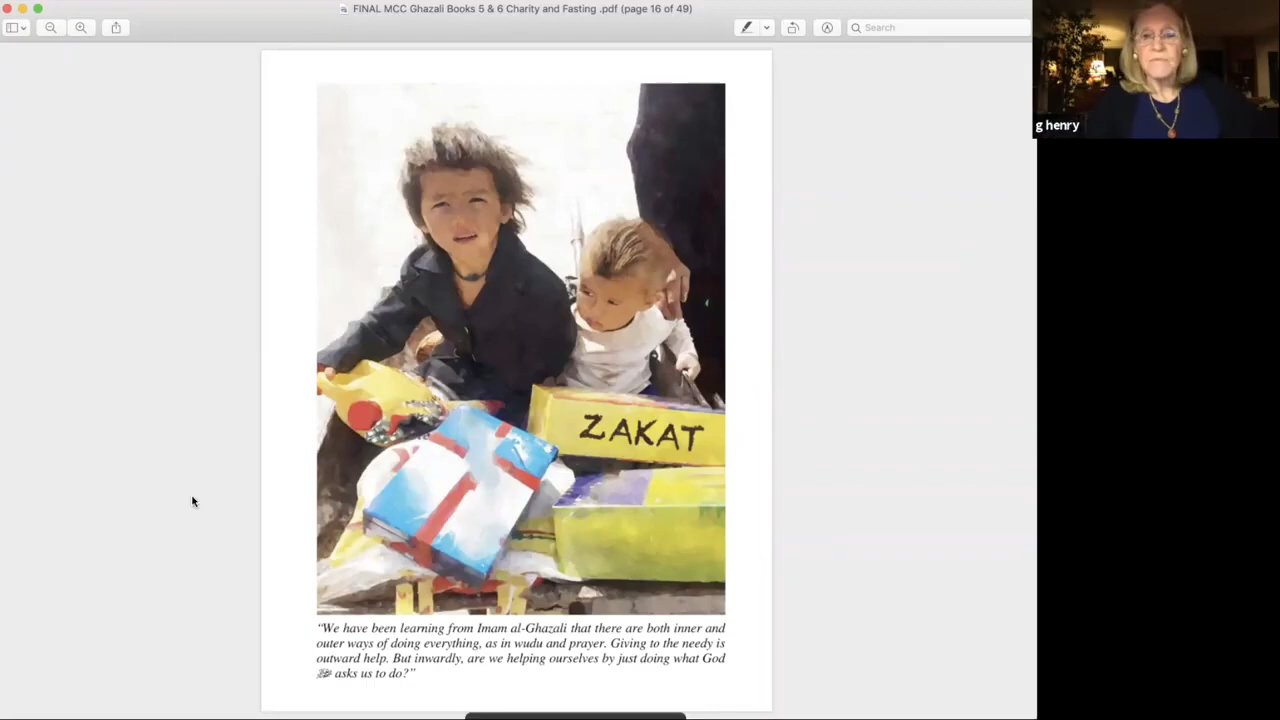 FINAL MCC Ghazali Books 5 & 6 Charity and Fasting .pdf (page 16 of 49)
Search
g henry
ZAKAT
“We have been learning from Imam al-Ghazali that there are both inner and
outer ways of doing everything, as in wudu and prayer. Giving to the needy is
outward help. But inwardly, are we helping ourselves by just doing what God
asks us to do?”